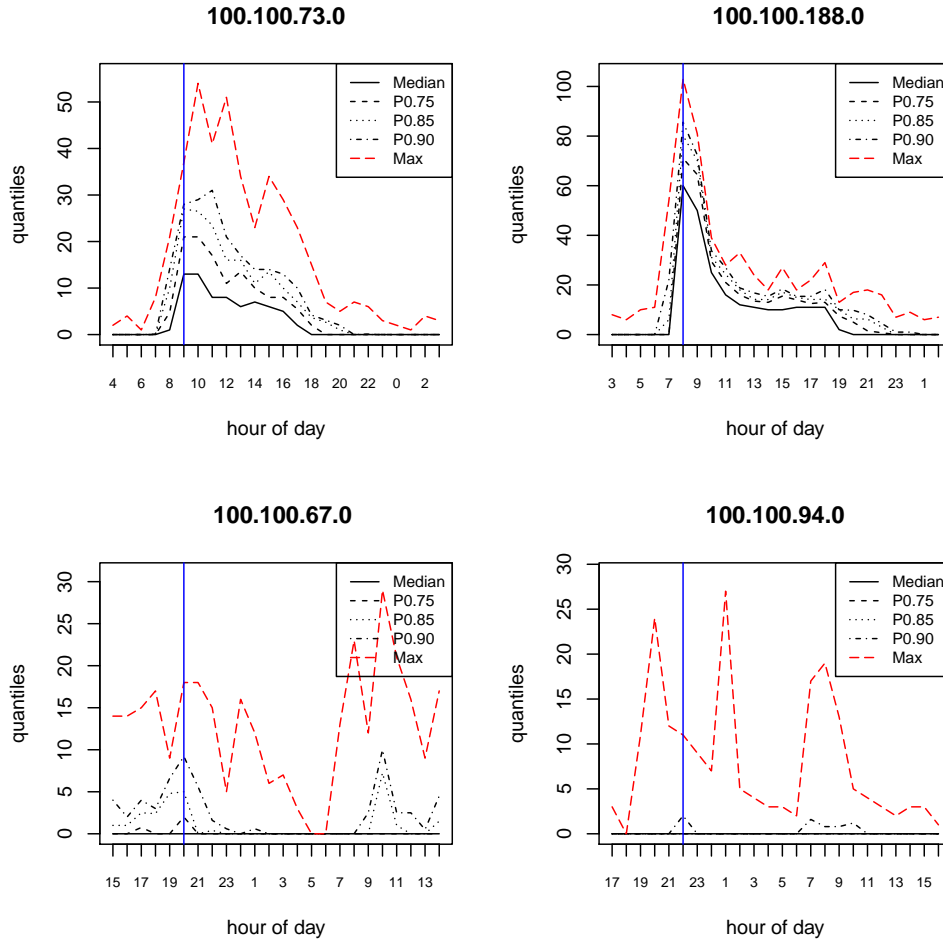 100.100.73.0
quantiles
50
40
30
20
10
0
Median
P0.75
P0.85
P0.90
Max
4 6 8 10 12 14 16 18 20 22 0 2
hour of day
100.100.188.0
quantiles
100
80
60
40
20
0
Median
P0.75
P0.85
P0.90
Max
3 5 7 9 11 13 15 17 19 21 23 1
hour of day
100.100.67.0
quantiles
30
25
20
15
10
5
0
Median
P0.75
P0.85
P0.90
Max
15 17 19 21 23 1 3 5 7 9 11 13
hour of day
100.100.94.0
quantiles
30
25
20
15
10
5
0
Median
P0.75
P0.85
P0.90
Max
17 19 21 23 1 3 5 7 9 11 13 15
hour of day